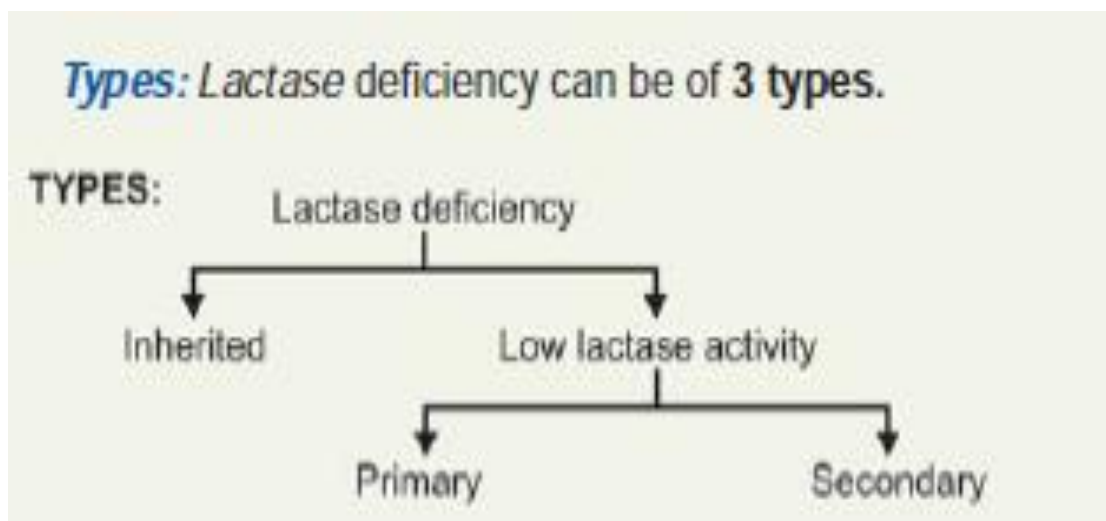 Types: Lactase deficiency can be of 3 types.
TYPES:
Lactase deficiency
Inherited
Low lactase activity
Primary
Secondary